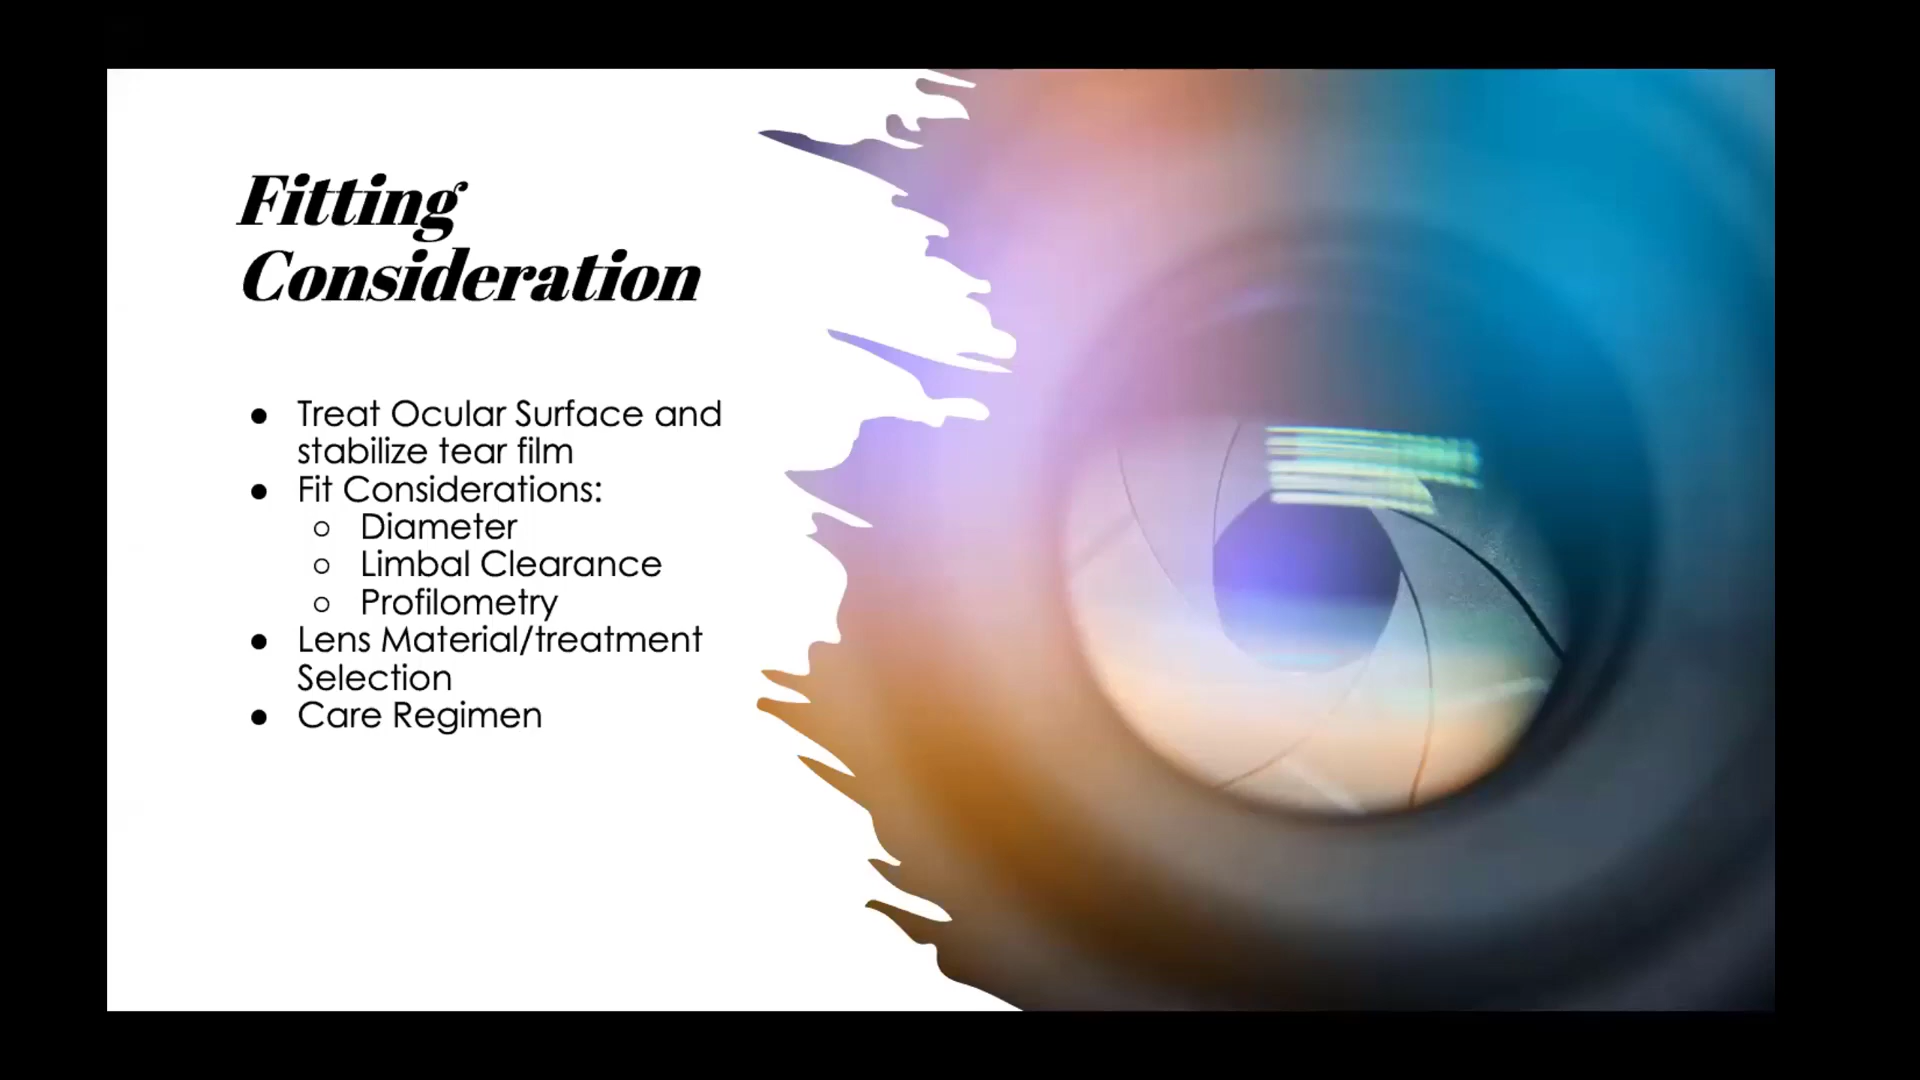 Fitting
Consideration
● Treat Ocular Surface and
stabilize tear film
● Fit Considerations:
○ Diameter
○ Limbal Clearance
○ Profilometry
● Lens Material/treatment
Selection
● Care Regimen